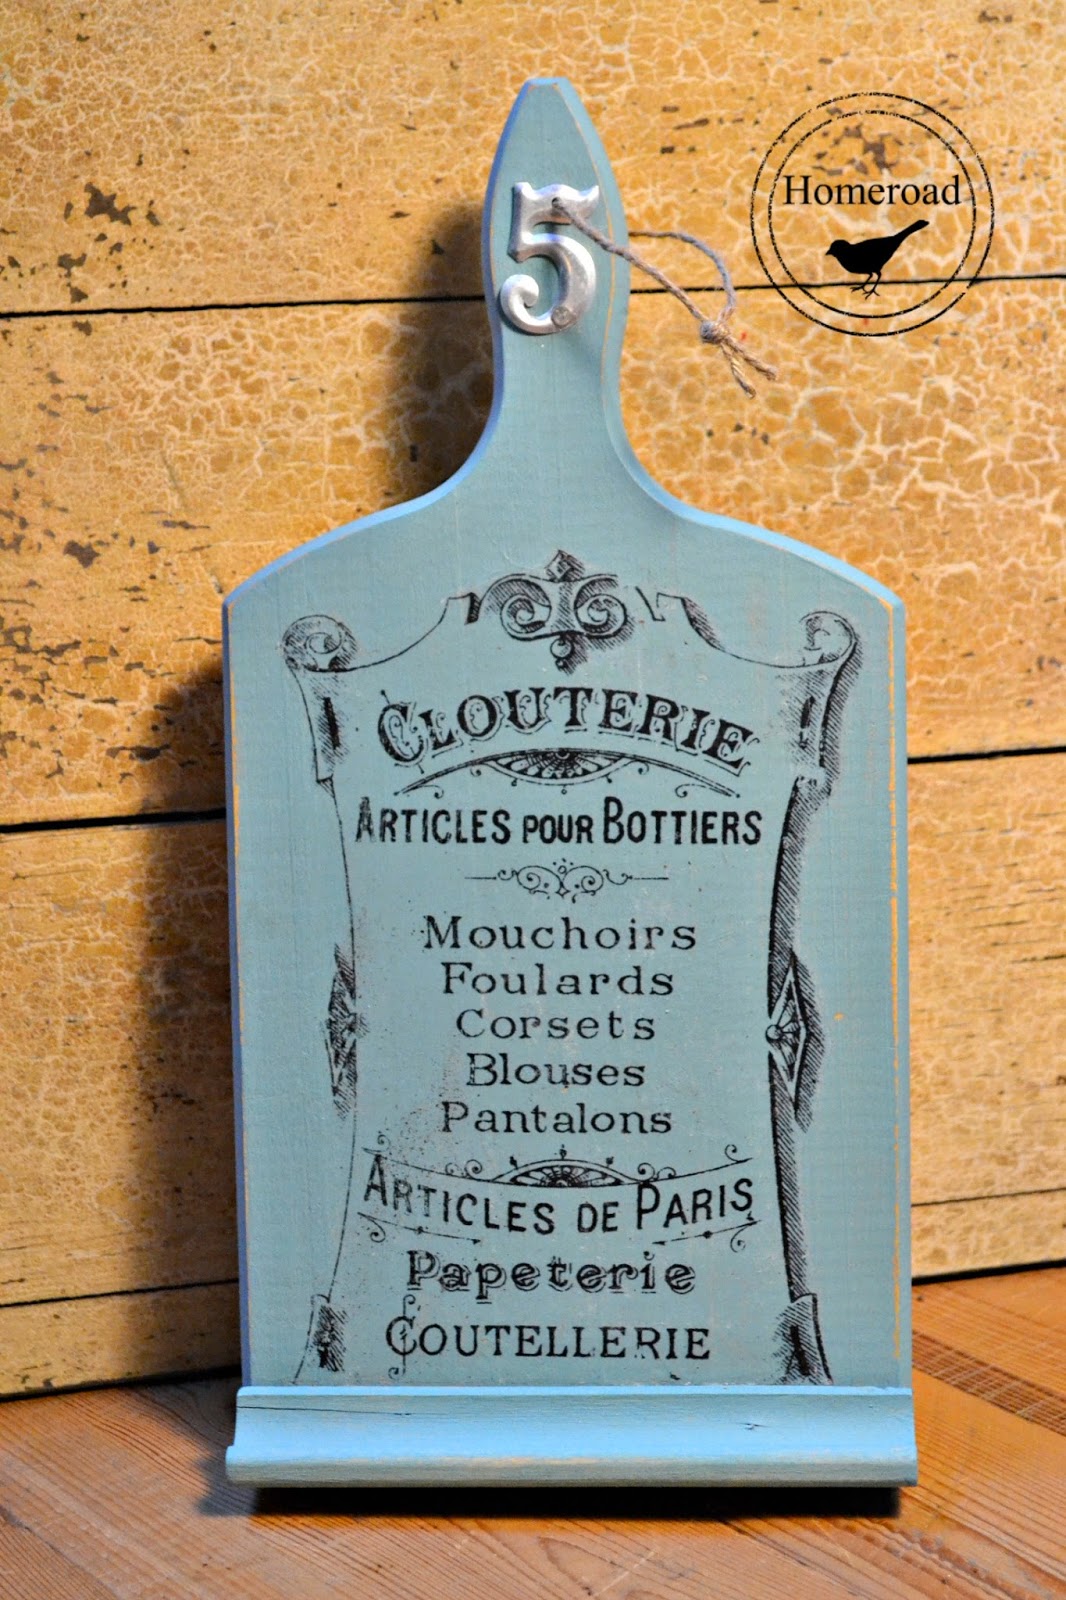 5
Homeroad
CLOUTERIE
ARTICLES POUR BOTTIERS
Mouchoirs
Foulards
Corsets
Blouses
Pantalons
ARTICLES DE PARIS
Papeterie
COUTELLERIE